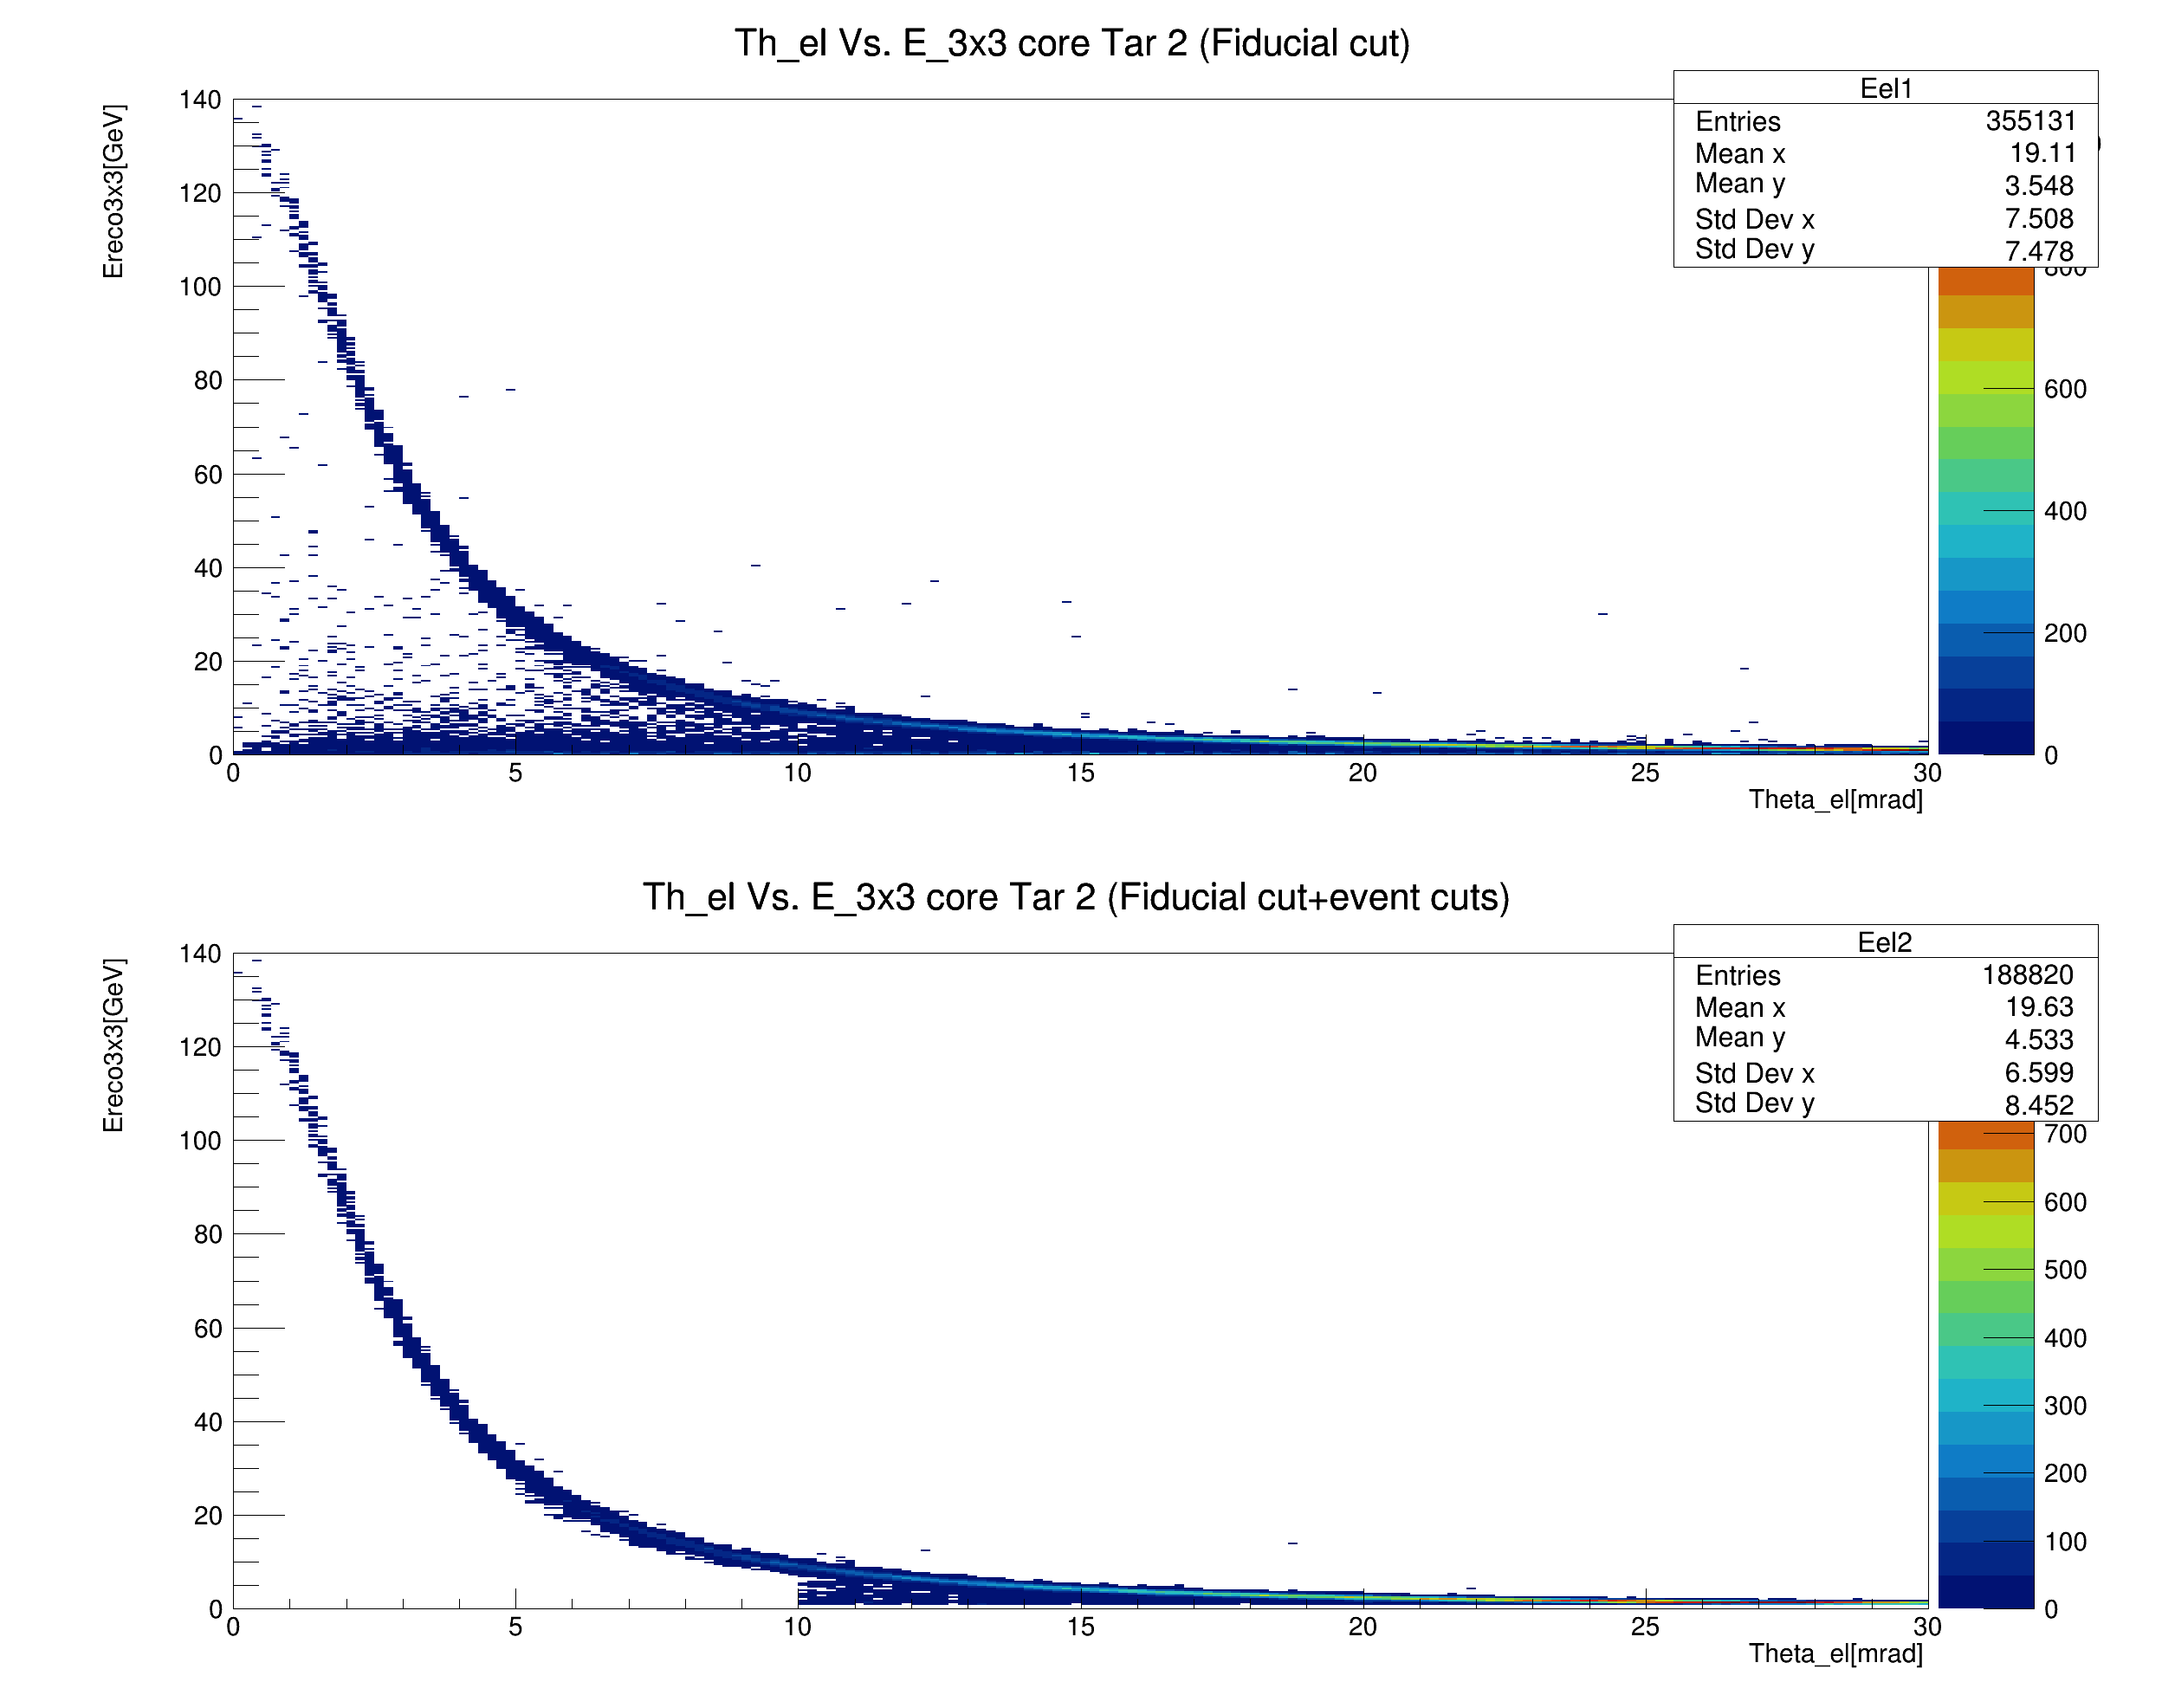 Th_el Vs. E_3x3 core Tar 2 (Fiducial cut)
Eel1
Entries 355131
Mean x 19.11
Mean y 3.548
Std Dev x 7.508
Std Dev y 7.478
Ereco3x3[GeV]
140
120
100
80
60
40
20
0
0 5 10 15 20 25 30
Theta_el[mrad]
800
600
400
200
0
Th_el Vs. E_3x3 core Tar 2 (Fiducial cut+event cuts)
Eel2
Entries 188820
Mean x 19.63
Mean y 4.533
Std Dev x 6.599
Std Dev y 8.452
Ereco3x3[GeV]
140
120
100
80
60
40
20
0
0 5 10 15 20 25 30
Theta_el[mrad]
700
600
500
400
300
200
100
0